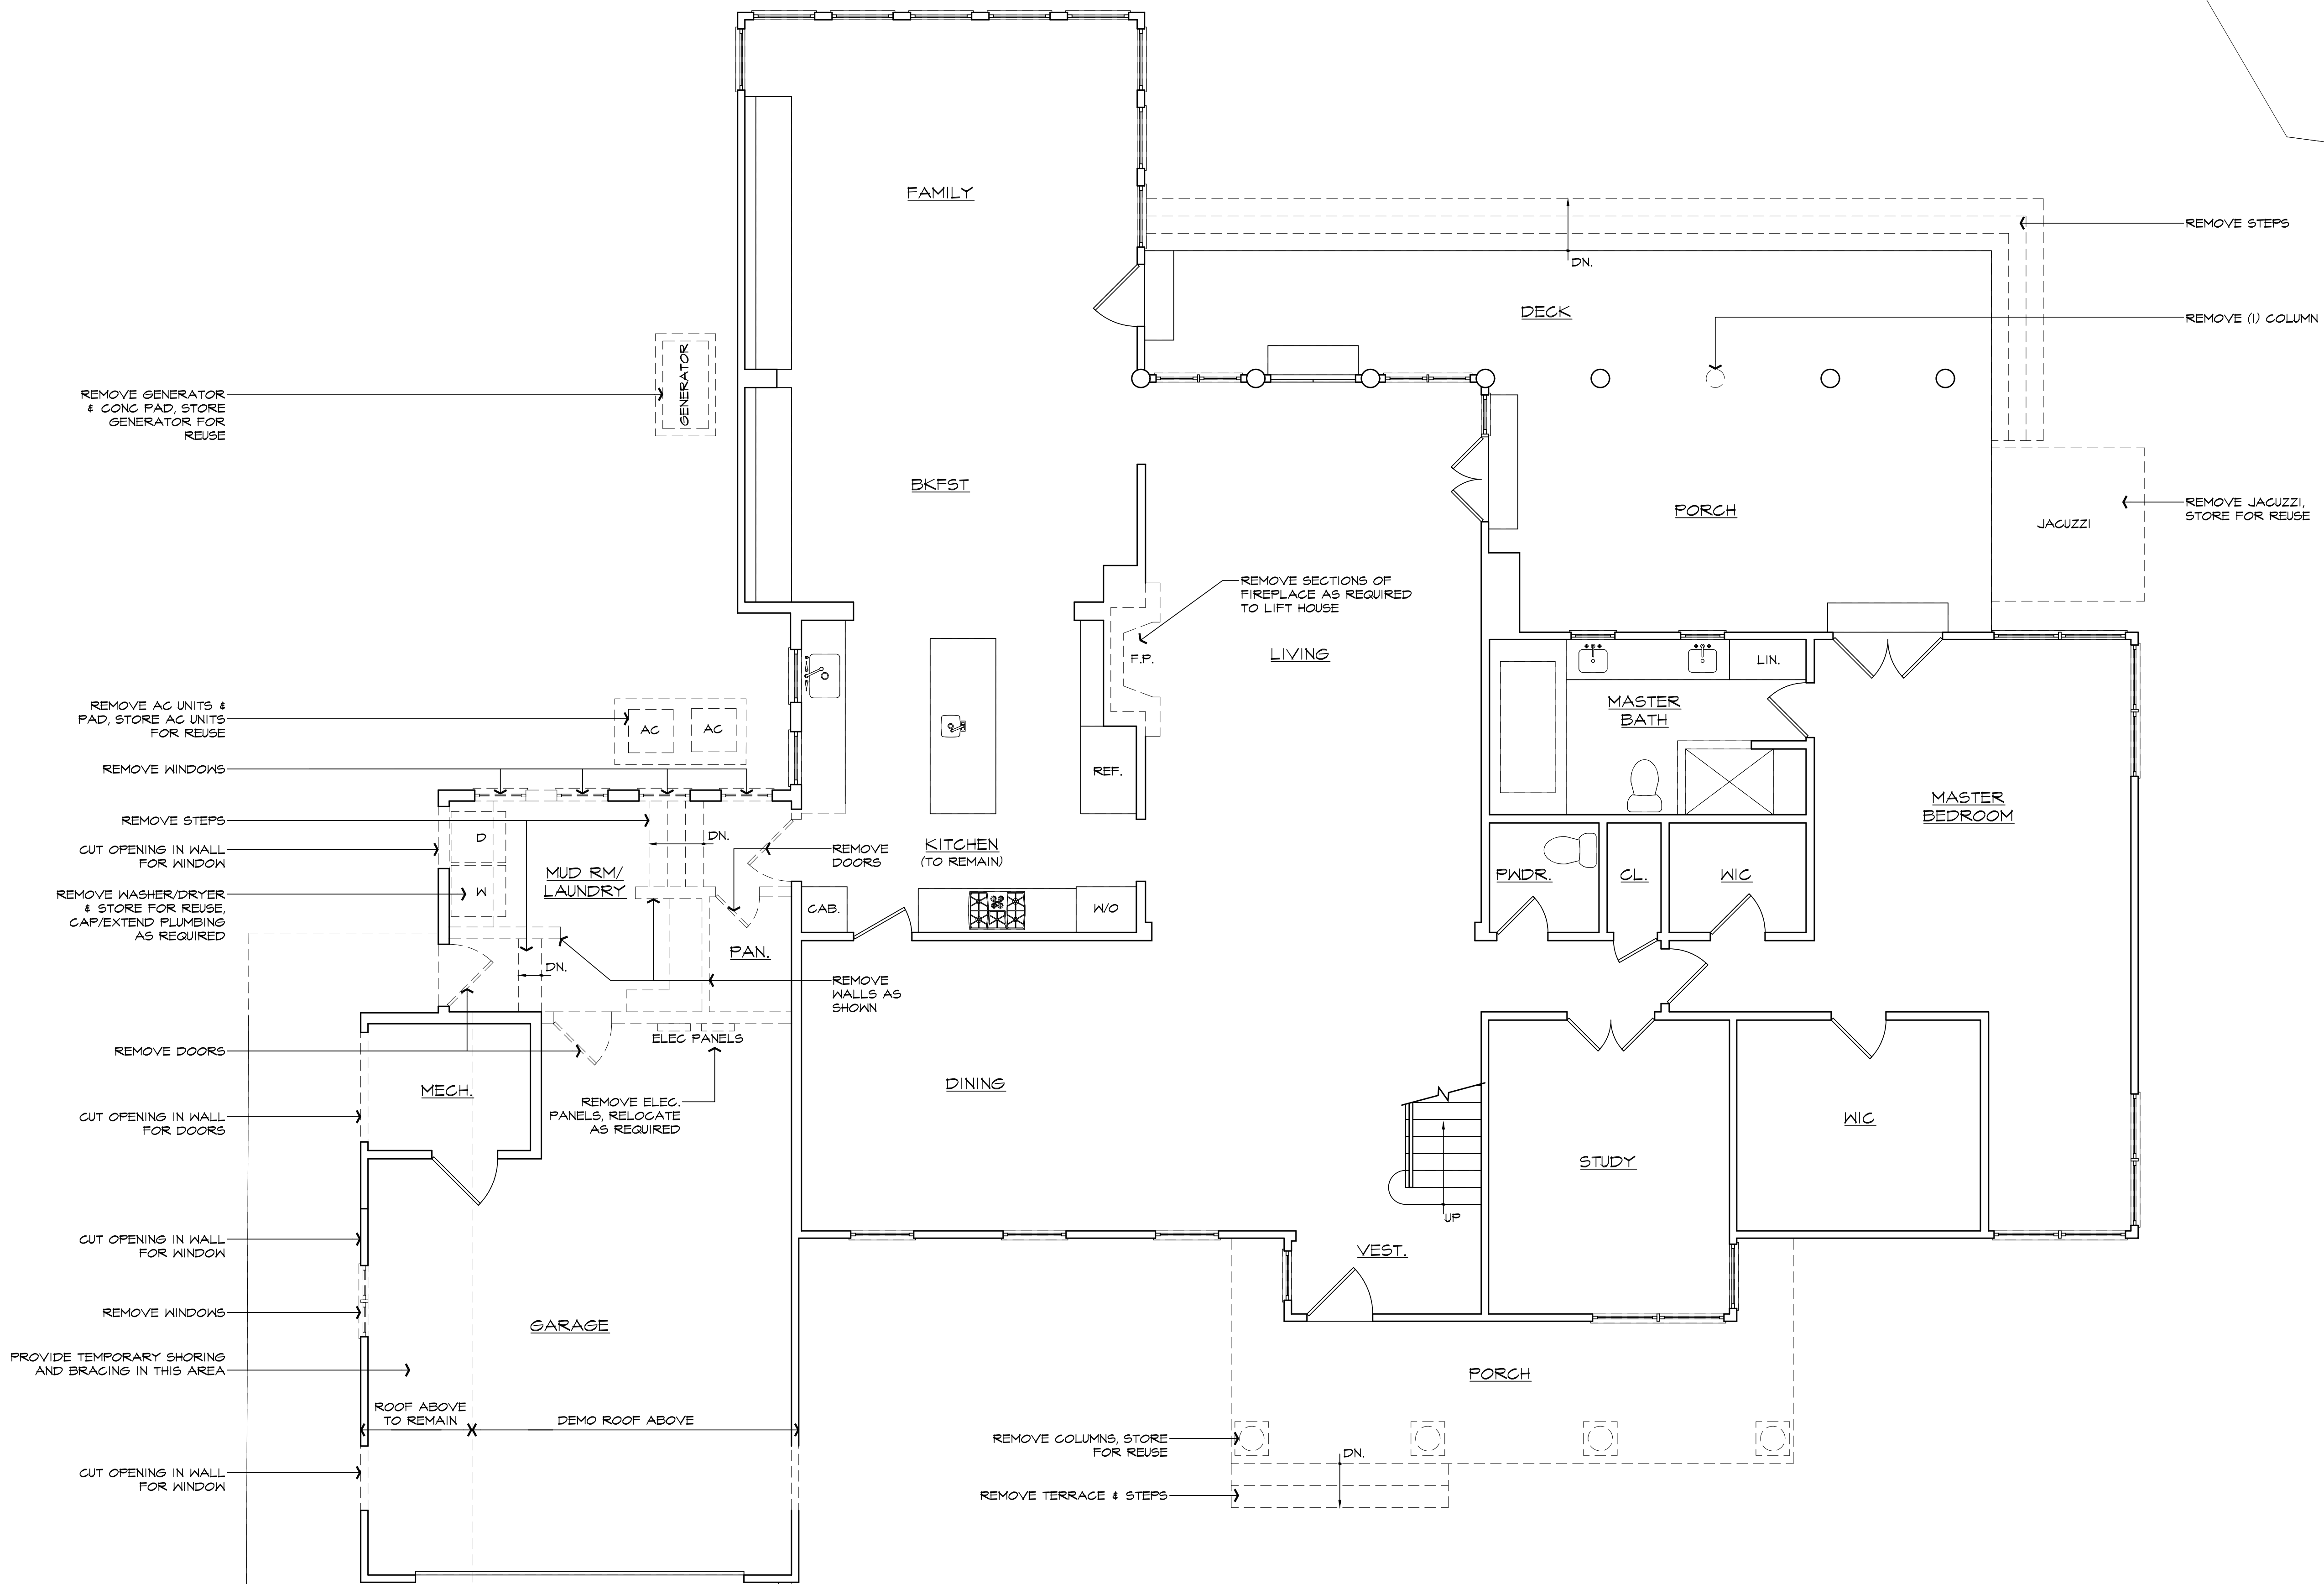 FAMILY
REMOVE STEPS
DN.
DECK
REMOVE (1) COLUMN
GENERATOR
REMOVE GENERATOR
& CONC PAD, STORE
GENERATOR FOR
REUSE
BKFST
PORCH
REMOVE JACUZZI,
STORE FOR REUSE
JACUZZI
REMOVE SECTIONS OF
FIREPLACE AS REQUIRED
TO LIFT HOUSE
F.P.
LIVING
LIN.
MASTER
BATH
REMOVE AC UNITS &
PAD, STORE AC UNITS
FOR REUSE
AC
AC
REMOVE WINDOWS
REF.
MASTER
BEDROOM
REMOVE STEPS
D
DN.
CUT OPENING IN WALL
FOR WINDOW
REMOVE
DOORS
KITCHEN
(TO REMAIN)
MUD RM/
LAUNDRY
PWDR.
CL.
WIC
REMOVE WASHER/DRYER
& STORE FOR REUSE,
CAP/EXTEND PLUMBING
AS REQUIRED
W
CAB.
W/O
PAN.
DN.
REMOVE
WALLS AS
SHOWN
ELEC PANELS
REMOVE DOORS
MECH.
DINING
REMOVE ELEC.
PANELS, RELOCATE
AS REQUIRED
CUT OPENING IN WALL
FOR DOORS
WIC
STUDY
UP
CUT OPENING IN WALL
FOR WINDOW
VEST.
REMOVE WINDOWS
GARAGE
PROVIDE TEMPORARY SHORING
AND BRACING IN THIS AREA
PORCH
ROOF ABOVE
TO REMAIN
DEMO ROOF ABOVE
REMOVE COLUMNS, STORE
FOR REUSE
DN.
CUT OPENING IN WALL
FOR WINDOW
REMOVE TERRACE & STEPS